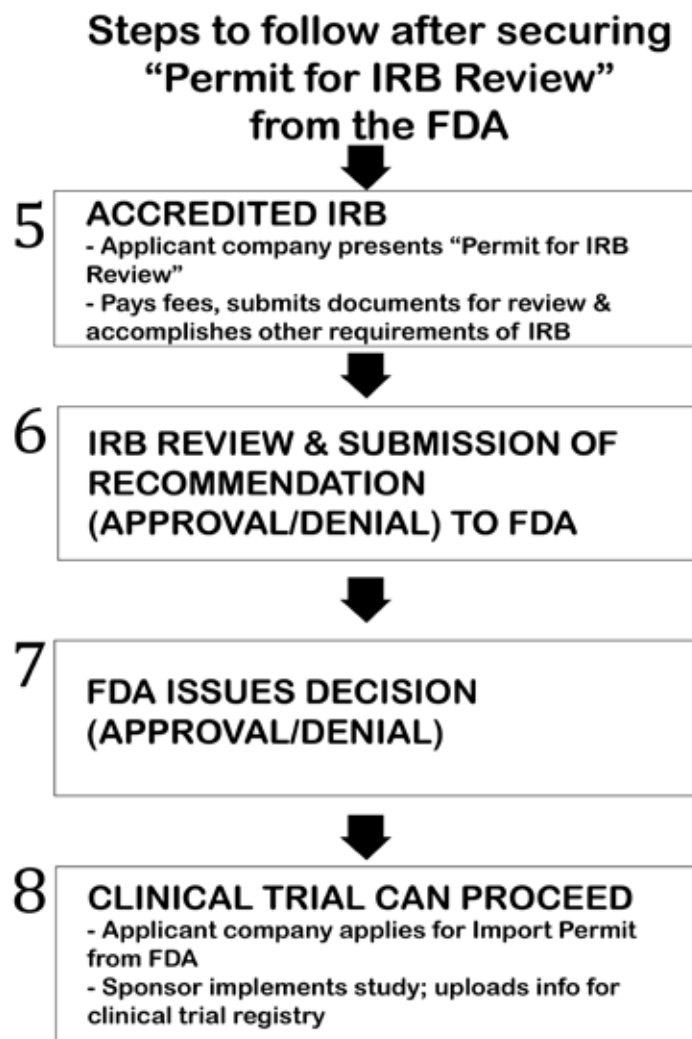 Steps to follow after securing
“Permit for IRB Review”
from the FDA
5
ACCREDITED IRB
- Applicant company presents “Permit for IRB
Review”
- Pays fees, submits documents for review &
accomplishes other requirements of IRB
6
IRB REVIEW & SUBMISSION OF
RECOMMENDATION
(APPROVAL/DENIAL) TO FDA
7
FDA ISSUES DECISION
(APPROVAL/DENIAL)
8
CLINICAL TRIAL CAN PROCEED
- Applicant company applies for Import Permit
from FDA
- Sponsor implements study; uploads info for
clinical trial registry